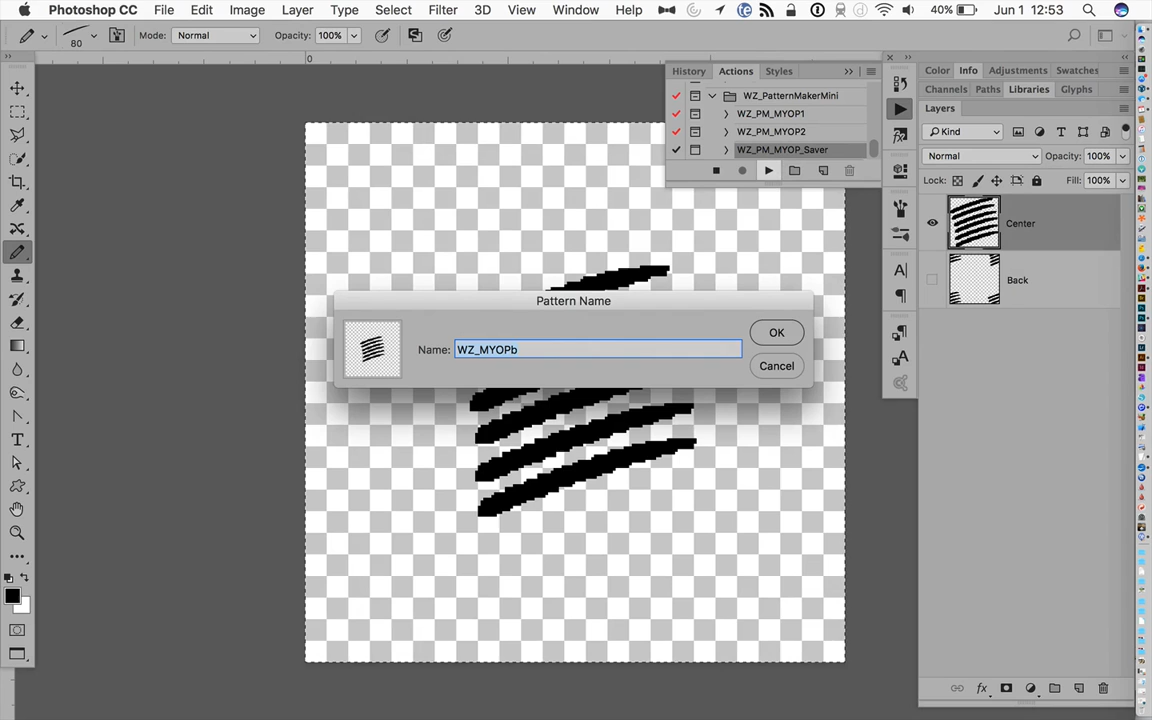 Photoshop CC File Edit Image Layer Type Select Filter 3D View Window Help 40% Jun 1 12:53
80 Mode: Normal Opacity: 100%
0
History Actions Styles
WZ_PatternMakerMini
WZ_PM_MYOP1
WZ_PM_MYOP2
WZ_PM_MYOP_Saver
Color Info Adjustments Swatches
Channels Paths Libraries Glyphs
Layers
Kind
Normal Opacity: 100%
Lock: Fill: 100%
Center
Back
Pattern Name
Name: WZ_MYOPb
OK
Cancel